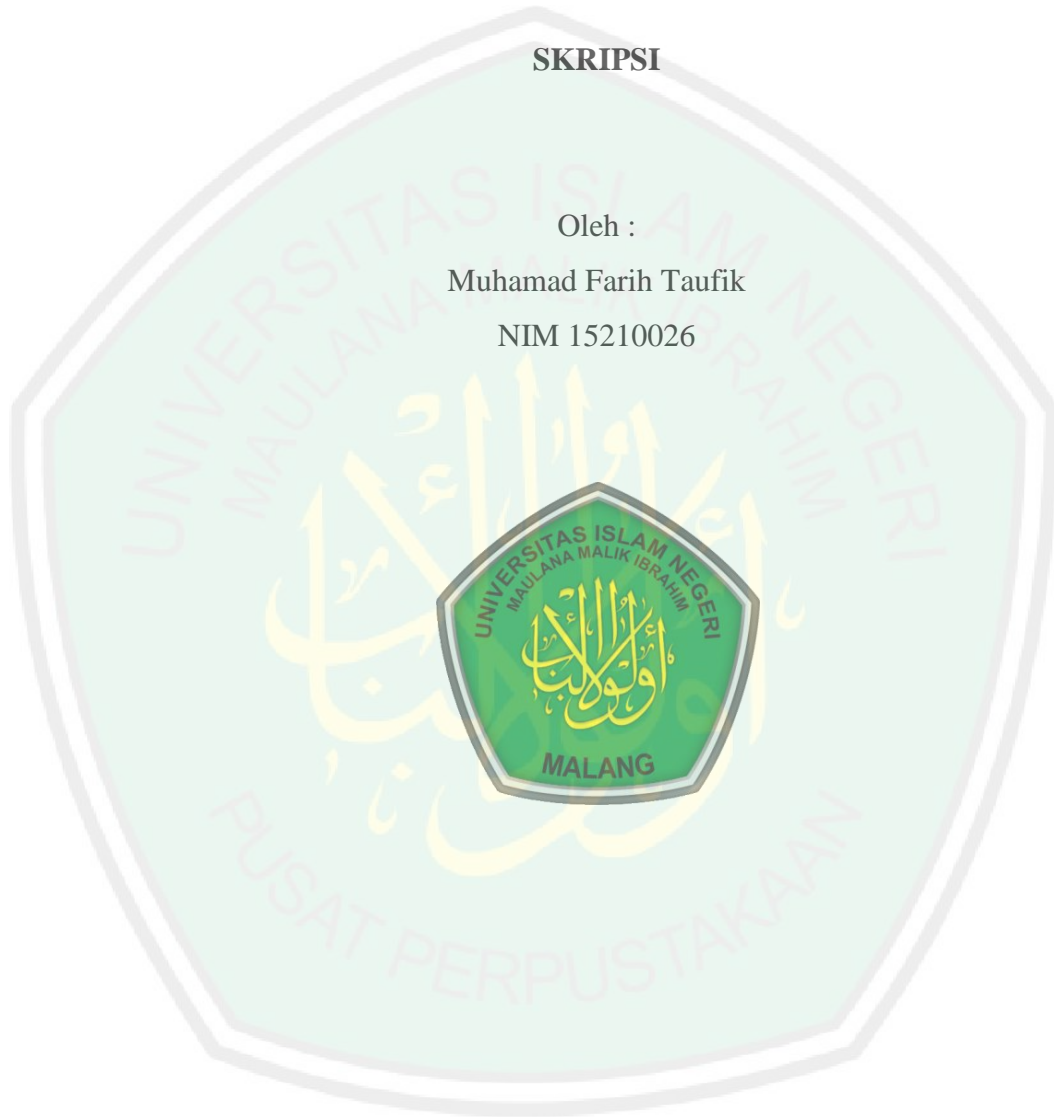 SKRIPSI
Oleh :
Muhamad Farih Taufik
NIM 15210026
UNIVERSITAS ISLAM NEGERI
MAULANA MALIK IBRAHIM
UNIVERSITAS ISLAM NEGERI
MAULANA MALIK IBRAHIM
أولوا الألباب
MALANG
PUSAT PERPUSTAKAAN